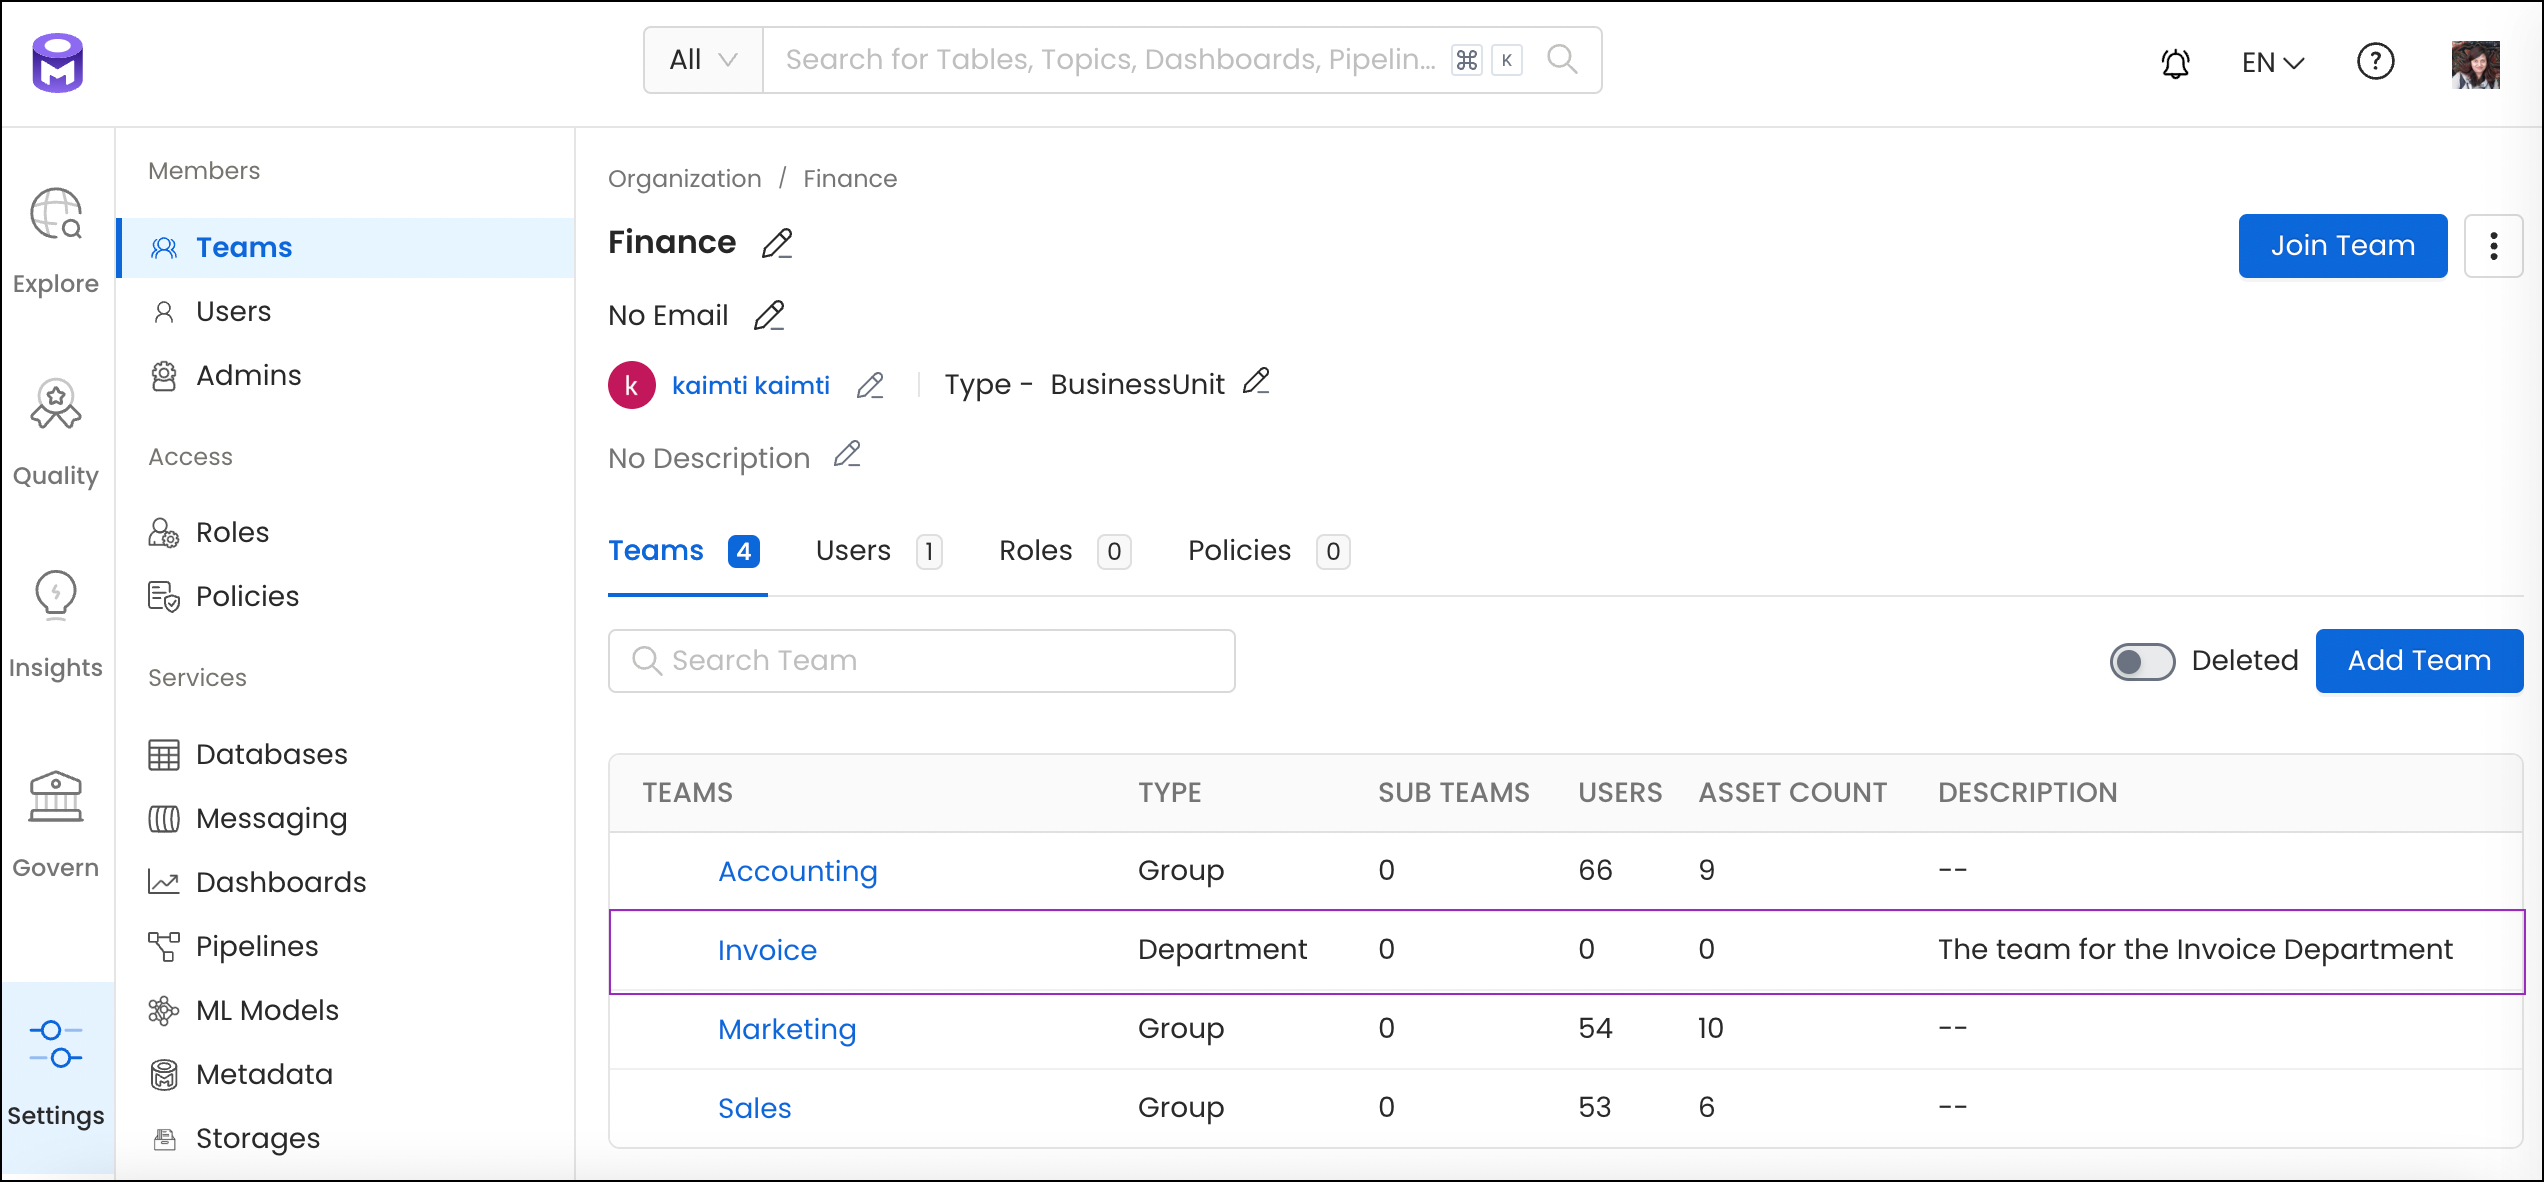 All
Search for Tables, Topics, Dashboards, Pipelin...
⌘ K
EN
?
Explore
Quality
Insights
Govern
Settings
Members
Teams
Users
Admins
Access
Roles
Policies
Services
Databases
Messaging
Dashboards
Pipelines
ML Models
Metadata
Storages
Organization / Finance
Finance
Join Team
No Email
k kaimti kaimti Type - BusinessUnit
No Description
Teams 4 Users 1 Roles 0 Policies 0
Search Team
Deleted
Add Team
TEAMS TYPE SUB TEAMS USERS ASSET COUNT DESCRIPTION
Accounting Group 0 66 9 --
Invoice Department 0 0 0 The team for the Invoice Department
Marketing Group 0 54 10 --
Sales Group 0 53 6 --